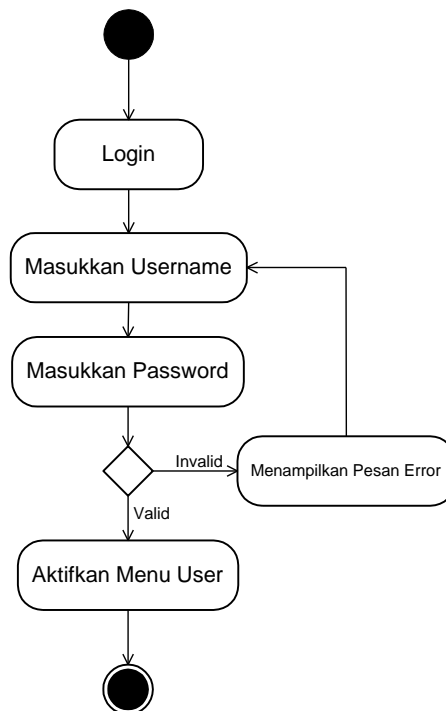 Login
Masukkan Username
Masukkan Password
Invalid
Menampilkan Pesan Error
Valid
Aktifkan Menu User